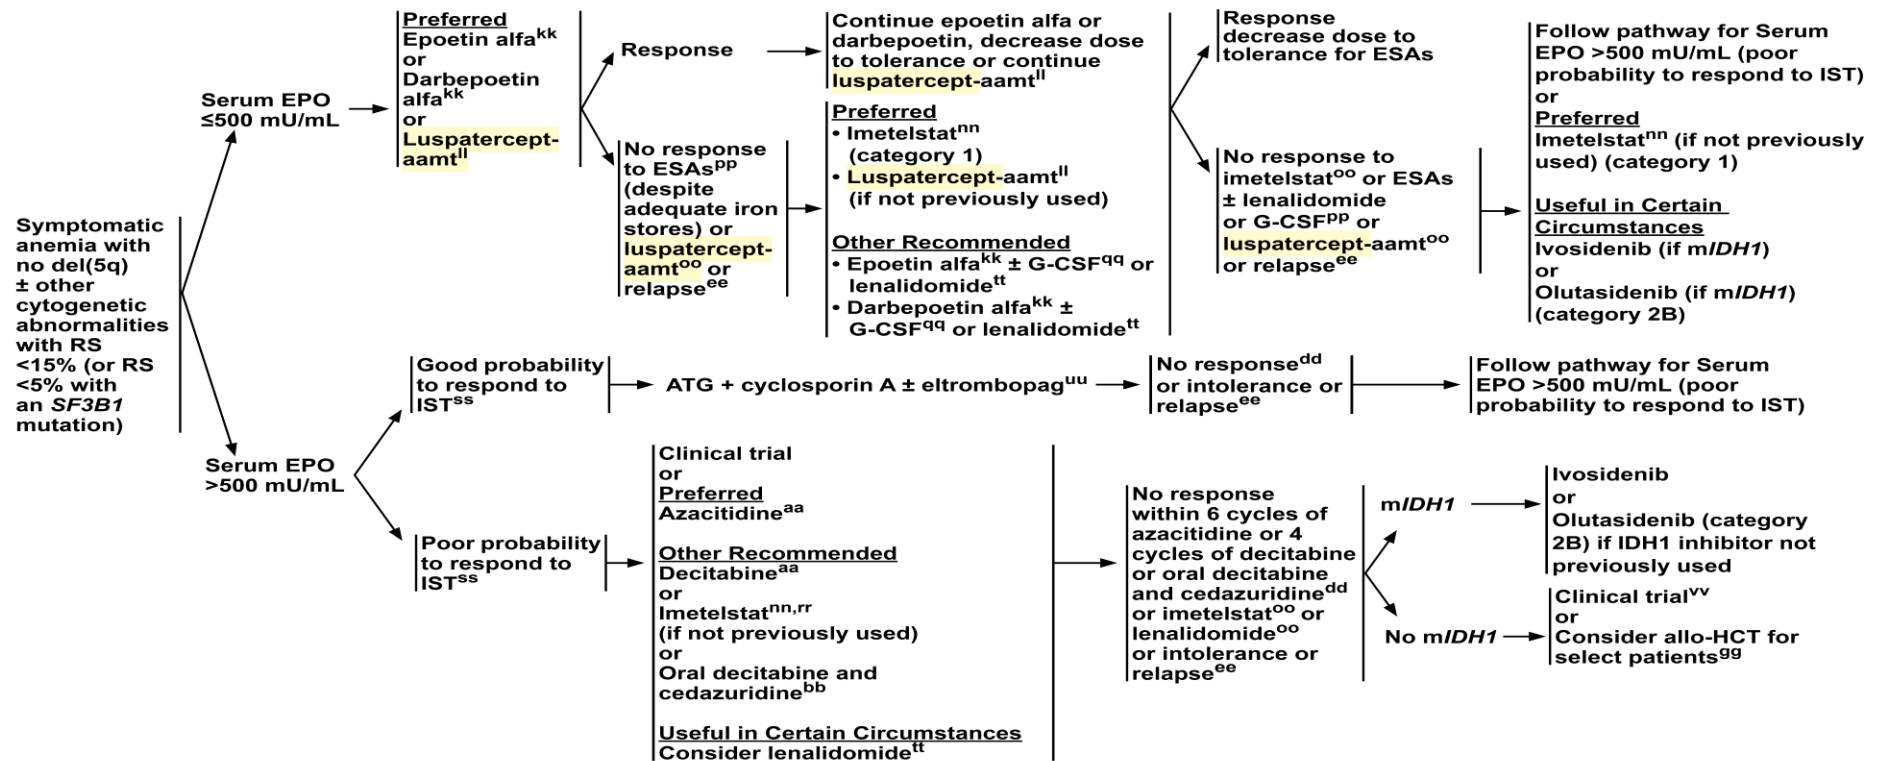 Symptomatic
anemia with
no del(5q)
± other
cytogenetic
abnormalities
with RS
<15% (or RS
<5% with
an SF3B1
mutation)
Serum EPO
≤500 mU/mL
Preferred
Epoetin alfakk
or
Darbepoetin
alfakk
or
Luspatercept-
aamtll
Response
Continue epoetin alfa or
darbepoetin, decrease dose
to tolerance or continue
luspatercept-aamtll
No response
to ESAspp
(despite
adequate iron
stores) or
luspatercept-
aamtoo or
relapseee
Preferred
• Imetelstatnn
(category 1)
• Luspatercept-aamtll
(if not previously used)
Other Recommended
• Epoetin alfakk ± G-CSFqq or
lenalidomidett
• Darbepoetin alfakk ±
G-CSFqq or lenalidomidett
Response
decrease dose to
tolerance for ESAs
No response to
imetelstatoo or ESAs
± lenalidomide
or G-CSFpp or
luspatercept-aamtoo
or relapseee
Follow pathway for Serum
EPO >500 mU/mL (poor
probability to respond to IST)
or
Preferred
Imetelstatnn (if not previously
used) (category 1)
Useful in Certain
Circumstances
Ivosidenib (if mIDH1)
or
Olutasidenib (if mIDH1)
(category 2B)
Serum EPO
>500 mU/mL
Good probability
to respond to
ISTss
ATG + cyclosporin A ± eltrombopaguu
No responsedd
or intolerance or
relapseee
Follow pathway for Serum
EPO >500 mU/mL (poor
probability to respond to IST)
Poor probability
to respond to
ISTss
Clinical trial
or
Preferred
Azacitidineaa
Other Recommended
Decitabineaa
or
Imetelstatnn,rr
(if not previously used)
or
Oral decitabine and
cedazuridinebb
Useful in Certain Circumstances
Consider lenalidomidett
No response
within 6 cycles of
azacitidine or 4
cycles of decitabine
or oral decitabine
and cedazuridinedd
or imetelstatoo or
lenalidomideoo
or intolerance or
relapseee
mIDH1
Ivosidenib
or
Olutasidenib (category
2B) if IDH1 inhibitor not
previously used
No mIDH1
Clinical trialvv
or
Consider allo-HCT for
select patientsgg